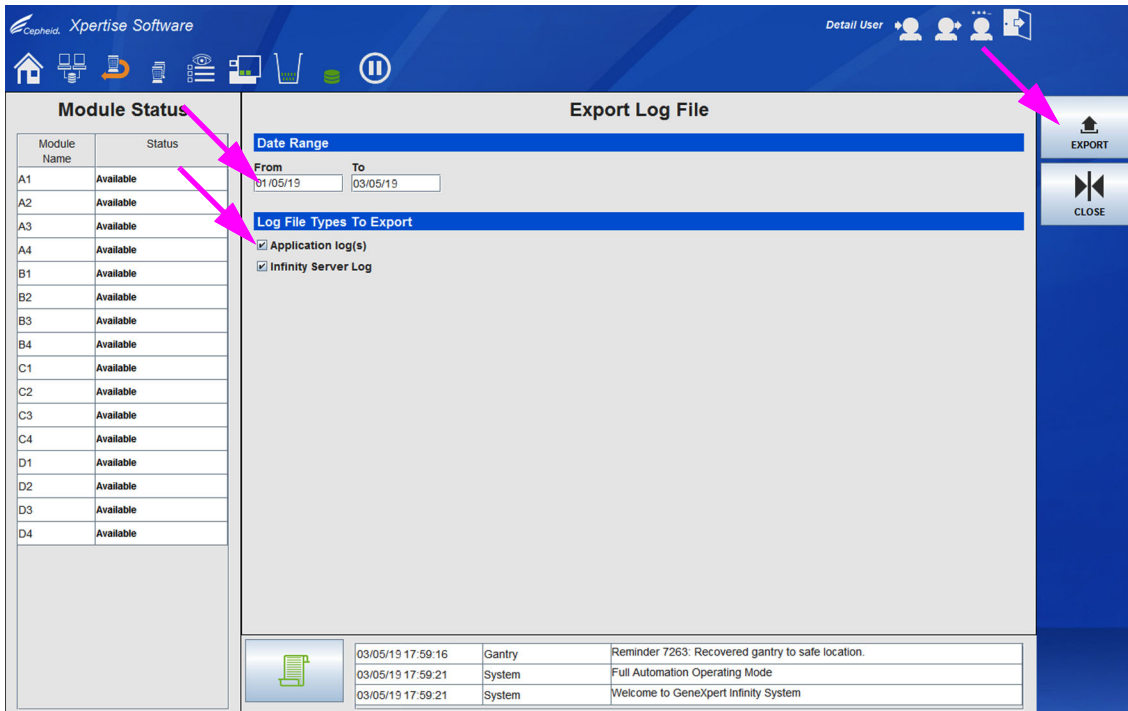 Cepheid. Xpertise Software
Detail User
Module Status
Module Name Status
A1 Available
A2 Available
A3 Available
A4 Available
B1 Available
B2 Available
B3 Available
B4 Available
C1 Available
C2 Available
C3 Available
C4 Available
D1 Available
D2 Available
D3 Available
D4 Available
Export Log File
Date Range
From To
01/05/19 03/05/19
Log File Types To Export
Application log(s)
Infinity Server Log
EXPORT
CLOSE
03/05/19 17:59:16 Gantry Reminder 7263: Recovered gantry to safe location.
03/05/19 17:59:21 System Full Automation Operating Mode
03/05/19 17:59:21 System Welcome to GeneXpert Infinity System